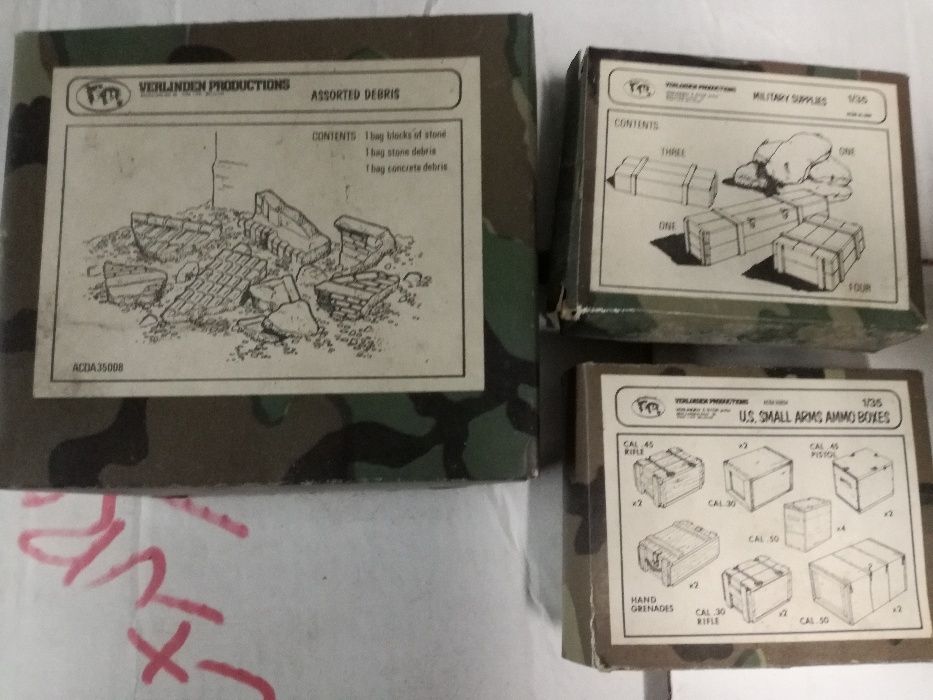 VERLINDEN PRODUCTIONS
ASSORTED DEBRIS
CONTENTS 1 bag blocks of stone
1 bag stone debris
1 bag concrete debris
ACDA35008
VERLINDEN PRODUCTIONS
MILITARY SUPPLIES 1/35
CONTENTS
THREE
ONE
ONE
FOUR
VERLINDEN PRODUCTIONS
1/35
U.S. SMALL ARMS AMMO BOXES
CAL .45
RIFLE
x2
x2
CAL .30
CAL .45
PISTOL
x2
CAL .50
x4
x2
HAND
GRENADES
CAL .30
RIFLE
x2
CAL .50
x2